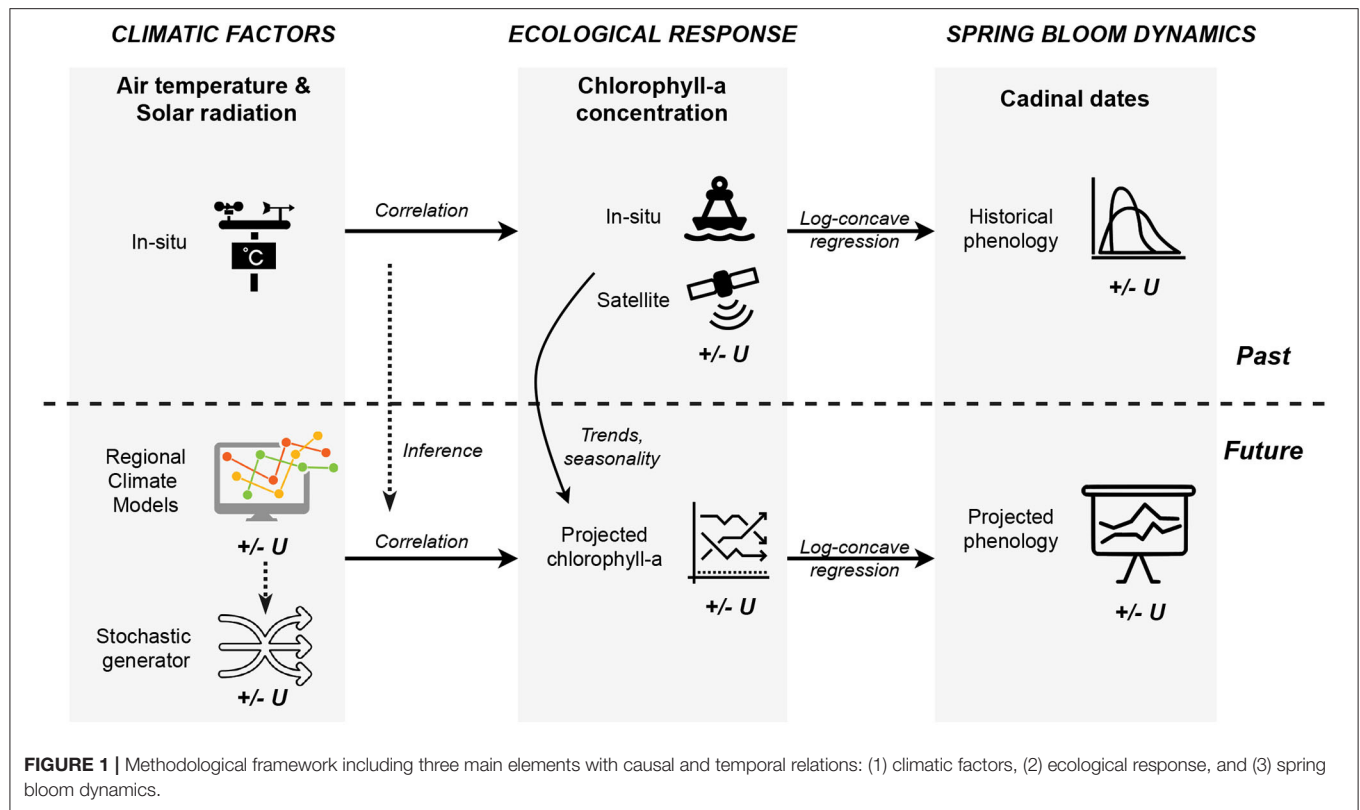 CLIMATIC FACTORS
ECOLOGICAL RESPONSE
SPRING BLOOM DYNAMICS
Air temperature &
Solar radiation
Chlorophyll-a
concentration
Cadinal dates
In-situ
°C
Correlation
In-situ
Satellite
+/- U
Log-concave
regression
Historical
phenology
+/- U
Past
Future
Regional
Climate
Models
+/- U
Inference
Trends,
seasonality
Correlation
Projected
chlorophyll-a
+/- U
Log-concave
regression
Projected
phenology
+/- U
Stochastic
generator
+/- U
FIGURE 1 | Methodological framework including three main elements with causal and temporal relations: (1) climatic factors, (2) ecological response, and (3) spring
bloom dynamics.